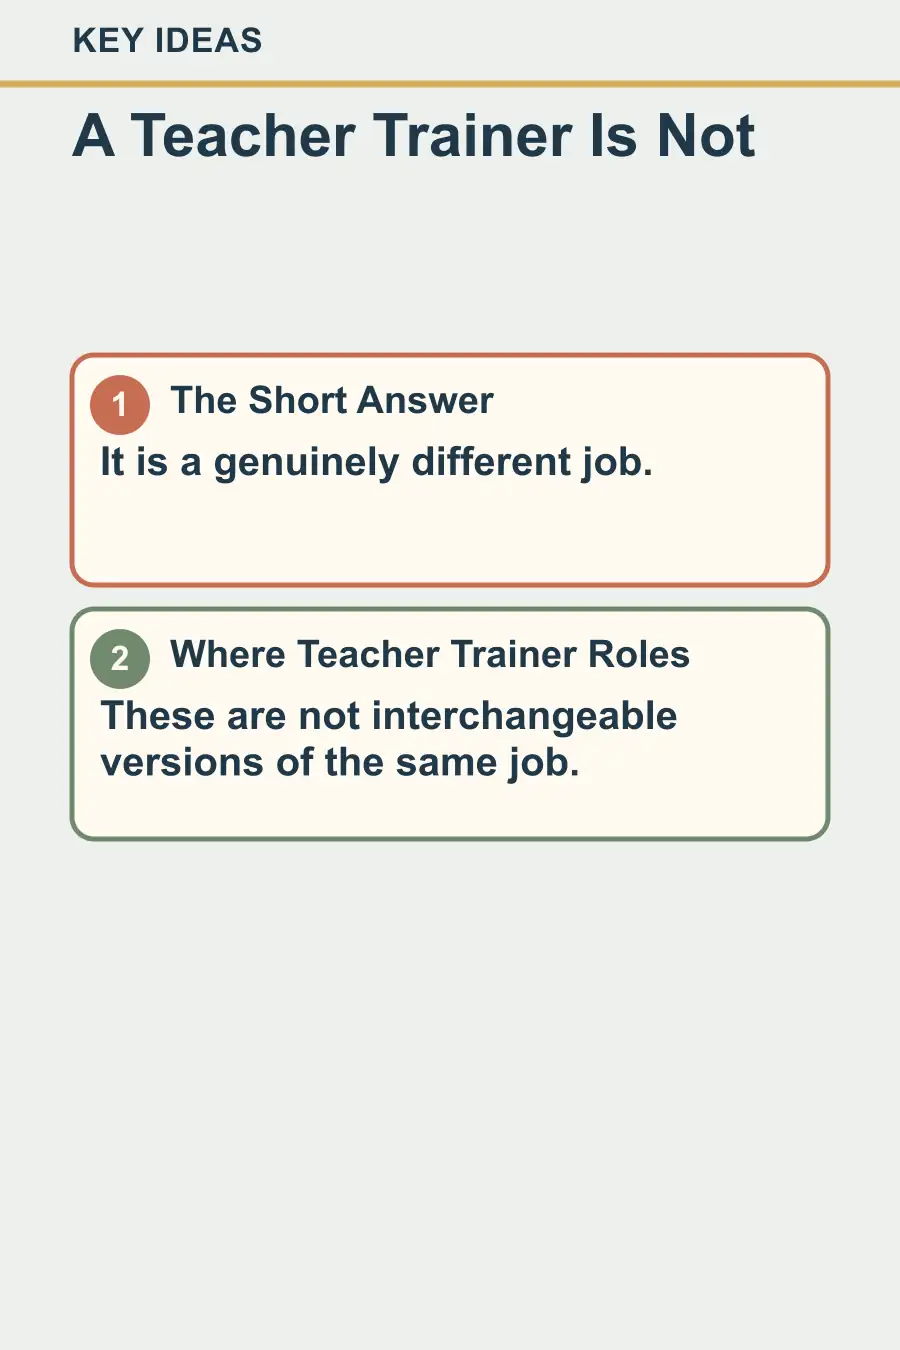 KEY IDEAS
A Teacher Trainer Is Not
1 The Short Answer
It is a genuinely different job.
2 Where Teacher Trainer Roles
These are not interchangeable
versions of the same job.